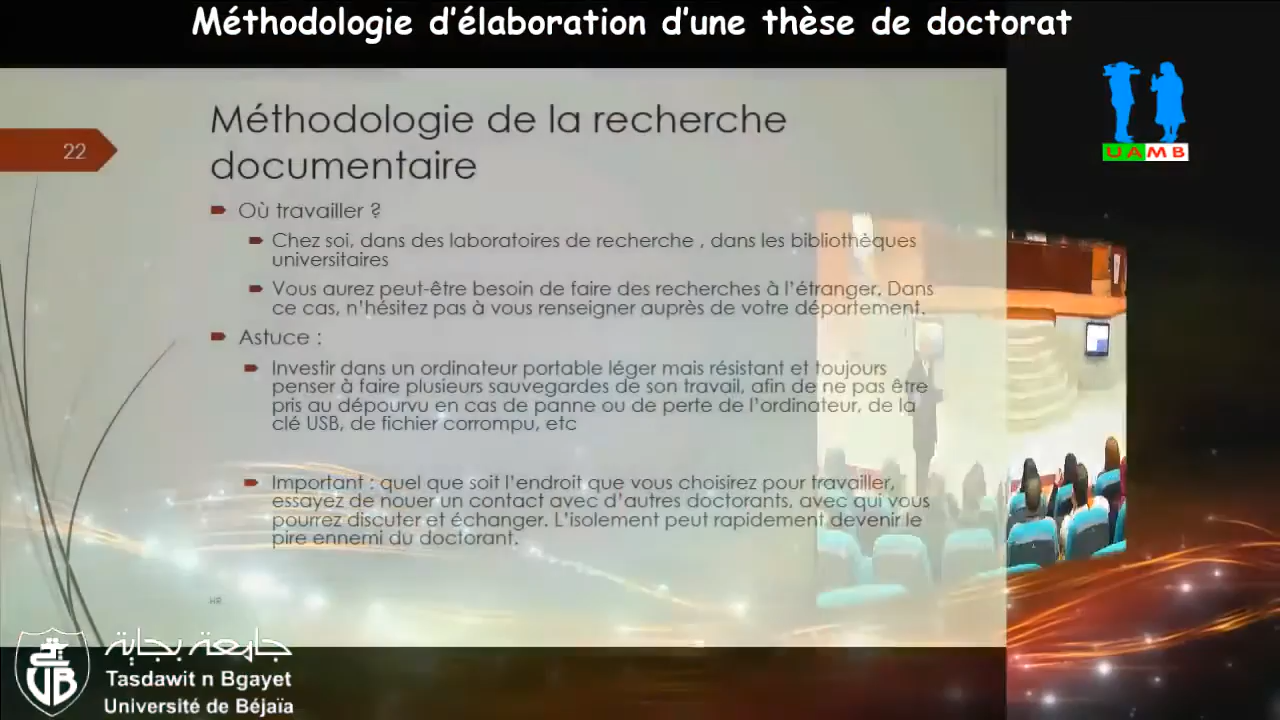 Méthodologie d'élaboration d'une thèse de doctorat
UAMB
22
Méthodologie de la recherche
documentaire
Où travailler ?
Chez soi, dans des laboratoires de recherche , dans les bibliothèques
universitaires
Vous aurez peut-être besoin de faire des recherches à l'étranger. Dans
ce cas, n'hésitez pas à vous renseigner auprès de votre département.
Astuce :
Investir dans un ordinateur portable léger mais résistant et toujours
penser à faire plusieurs sauvegardes de son travail, afin de ne pas être
pris au dépourvu en cas de panne ou de perte de l'ordinateur, de la
clé USB, de fichier corrompu, etc
Important : quel que soit l'endroit que vous choisirez pour travailler,
essayez de nouer un contact avec d'autres doctorants, avec qui vous
pourrez discuter et échanger. L'isolement peut rapidement devenir le
pire ennemi du doctorant.
جامعة بجاية
Tasdawit n Bgayet
Université de Béjaïa